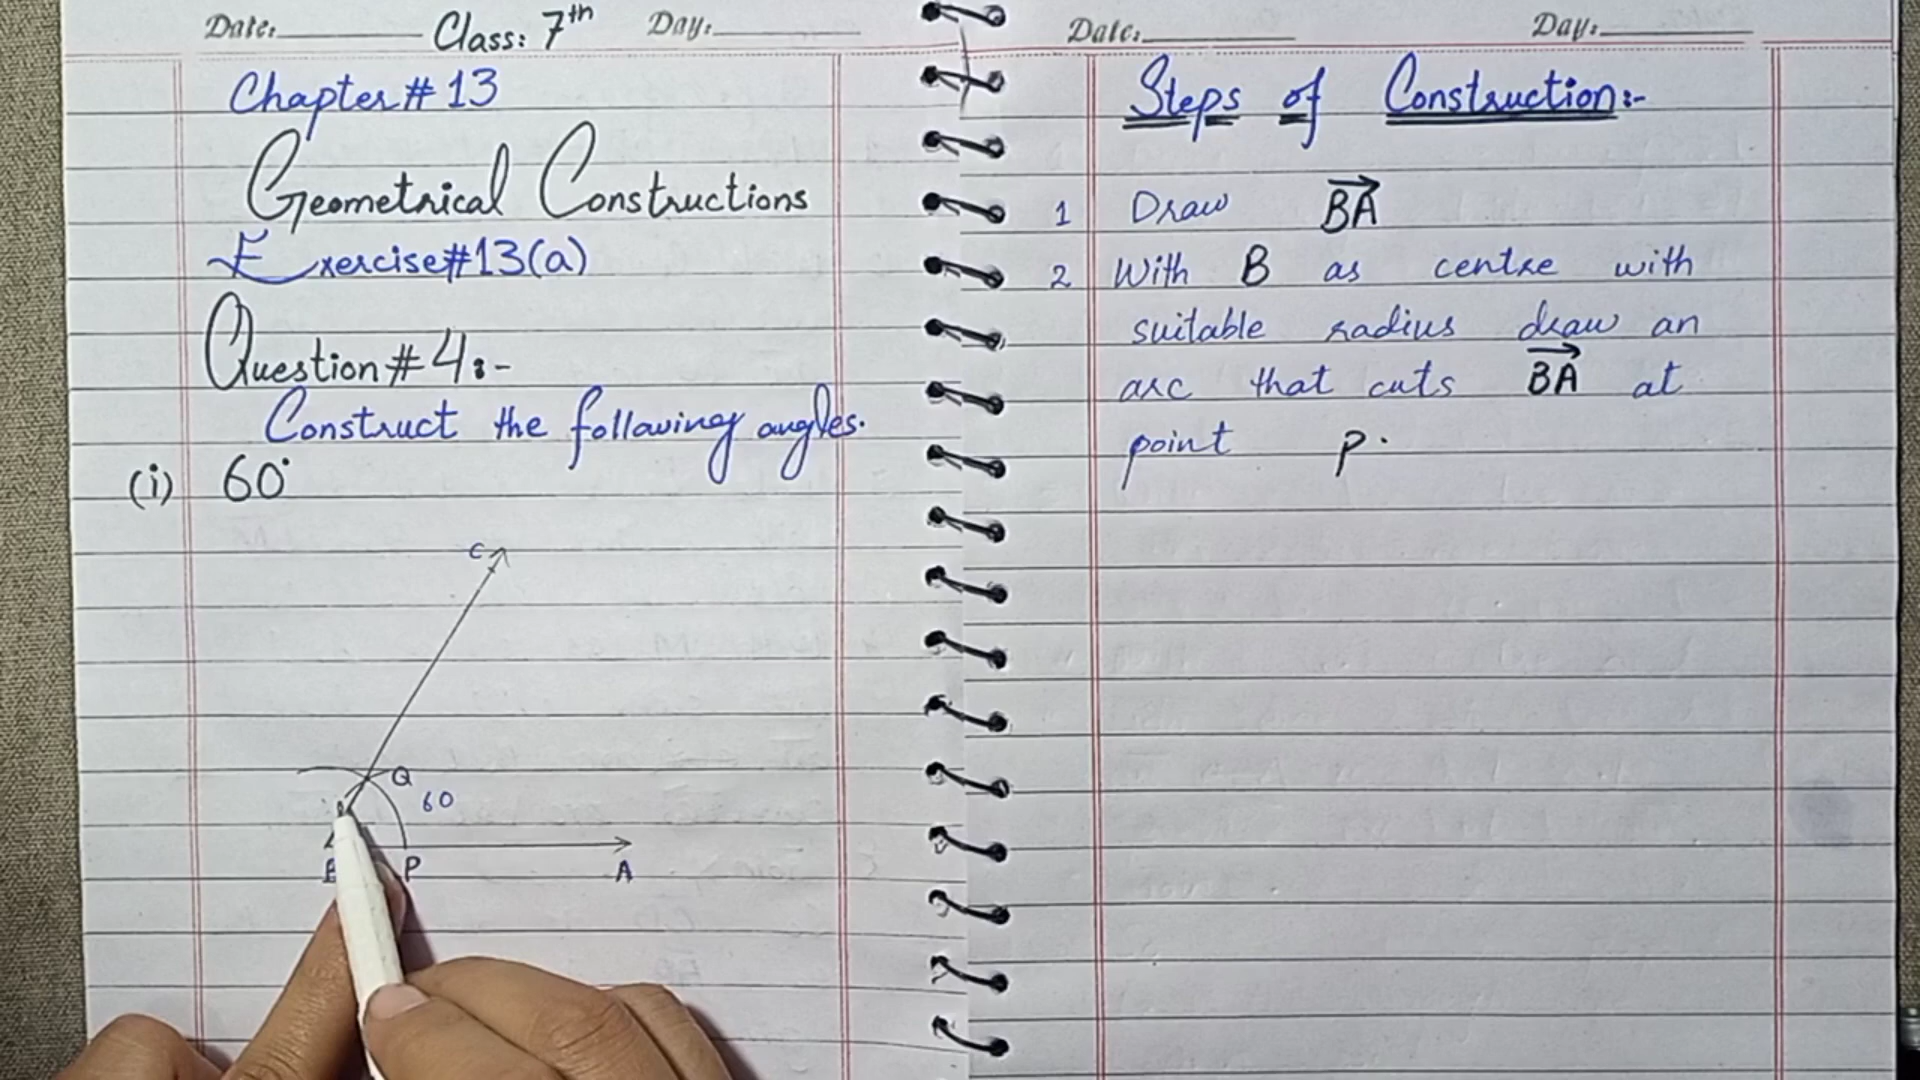 Date: Class: 7th Day:
Chapter # 13
Geometrical Constructions
Exercise#13(a)
Question # 4:-
Construct the following angles.
(i) 60°
C
Q
60
B P A
Date: Day:
Steps of Construction:-
1 Draw BA
2 With B as centre with
suitable radius draw an
arc that cuts BA at
point P.